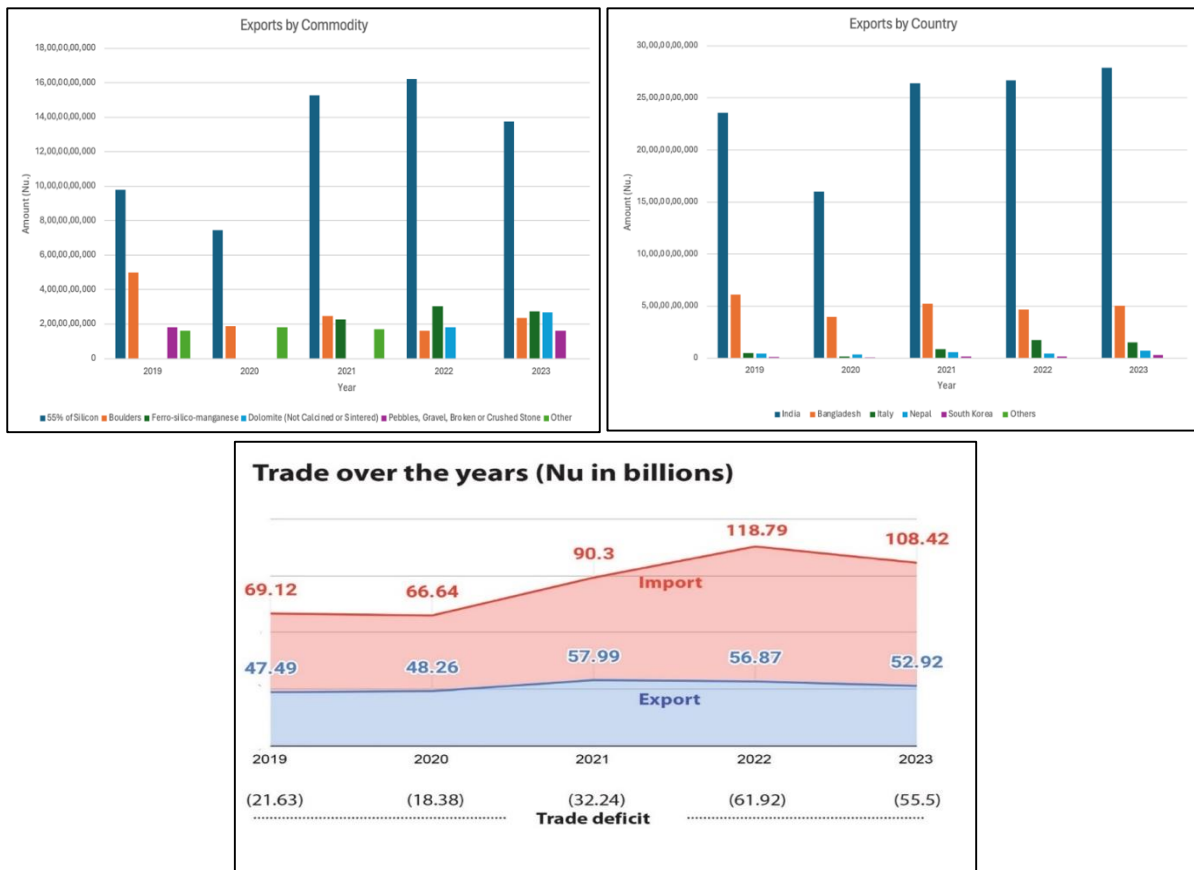 Exports by Commodity
18,00,00,00,000
16,00,00,00,000
14,00,00,00,000
12,00,00,00,000
10,00,00,00,000
8,00,00,00,000
6,00,00,00,000
4,00,00,00,000
2,00,00,00,000
0
Amount (Nu.)
2019 2020 2021 2022 2023
Year
55% of Silicon Boulders Ferro-silico-manganese Dolomite (Not Calcined or Sintered) Pebbles, Gravel, Broken or Crushed Stone Other
Exports by Country
30,00,00,00,000
25,00,00,00,000
20,00,00,00,000
15,00,00,00,000
10,00,00,00,000
5,00,00,00,000
0
Amount (Nu.)
2019 2020 2021 2022 2023
Year
India Bangladesh Italy Nepal South Korea Others
Trade over the years (Nu in billions)
69.12 66.64 90.3 118.79 108.42
Import
47.49 48.26 57.99 56.87 52.92
Export
2019 2020 2021 2022 2023
(21.63) (18.38) (32.24) (61.92) (55.5)
Trade deficit